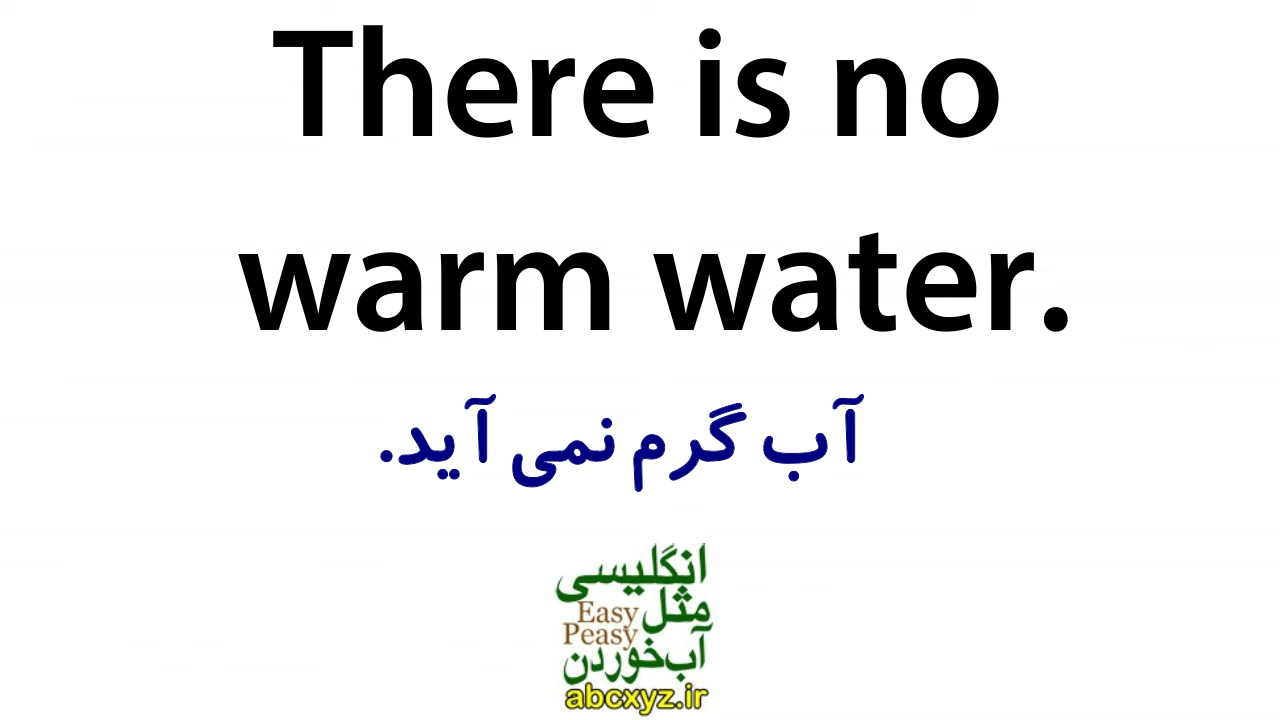 There is no
warm water.
آب گرم نمی آید.
انگلیسی
مثل
Easy
Peasy
آب‌خوردن
abcxyz.ir